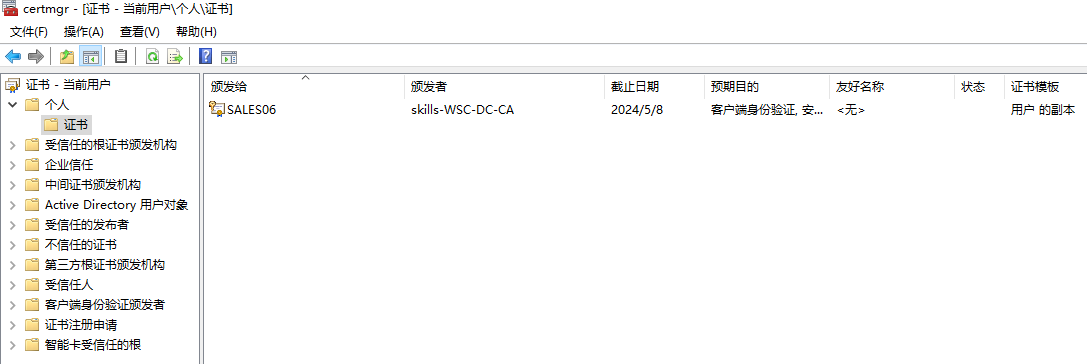 certmgr - [证书 - 当前用户\个人\证书]
文件(F) 操作(A) 查看(V) 帮助(H)
证书 - 当前用户
个人
证书
受信任的根证书颁发机构
企业信任
中间证书颁发机构
Active Directory 用户对象
受信任的发布者
不信任的证书
第三方根证书颁发机构
受信任人
客户端身份验证颁发者
证书注册申请
智能卡受信任的根
颁发给 颁发者 截止日期 预期目的 友好名称 状态 证书模板
SALES06 skills-WSC-DC-CA 2024/5/8 客户端身份验证, 安... <无> 用户 的副本